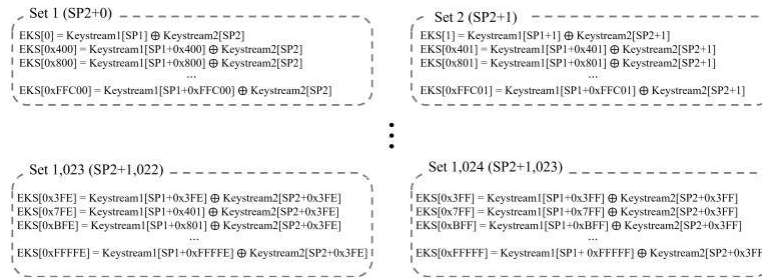 Set 1 (SP2+0)
EKS[0] = Keystream1[SP1] ⊕ Keystream2[SP2]
EKS[0x400] = Keystream1[SP1+0x400] ⊕ Keystream2[SP2]
EKS[0x800] = Keystream1[SP1+0x800] ⊕ Keystream2[SP2]
...
EKS[0xFFC00] = Keystream1[SP1+0xFFC00] ⊕ Keystream2[SP2]
Set 2 (SP2+1)
EKS[1] = Keystream1[SP1+1] ⊕ Keystream2[SP2+1]
EKS[0x401] = Keystream1[SP1+0x401] ⊕ Keystream2[SP2+1]
EKS[0x801] = Keystream1[SP1+0x801] ⊕ Keystream2[SP2+1]
...
EKS[0xFFC01] = Keystream1[SP1+0xFFC01] ⊕ Keystream2[SP2+1]
Set 1,023 (SP2+1,022)
EKS[0x3FE] = Keystream1[SP1+0x3FE] ⊕ Keystream2[SP2+0x3FE]
EKS[0x7FE] = Keystream1[SP1+0x401] ⊕ Keystream2[SP2+0x3FE]
EKS[0xBFE] = Keystream1[SP1+0x801] ⊕ Keystream2[SP2+0x3FE]
...
EKS[0xFFFFE] = Keystream1[SP1+0xFFFFE] ⊕ Keystream2[SP2+0x3FE]
Set 1,024 (SP2+1,023)
EKS[0x3FF] = Keystream1[SP1+0x3FF] ⊕ Keystream2[SP2+0x3FF]
EKS[0x7FF] = Keystream1[SP1+0x7FF] ⊕ Keystream2[SP2+0x3FF]
EKS[0xBFF] = Keystream1[SP1+0xBFF] ⊕ Keystream2[SP2+0x3FF]
...
EKS[0xFFFFF] = Keystream1[SP1+ 0xFFFFF] ⊕ Keystream2[SP2+0x3FF